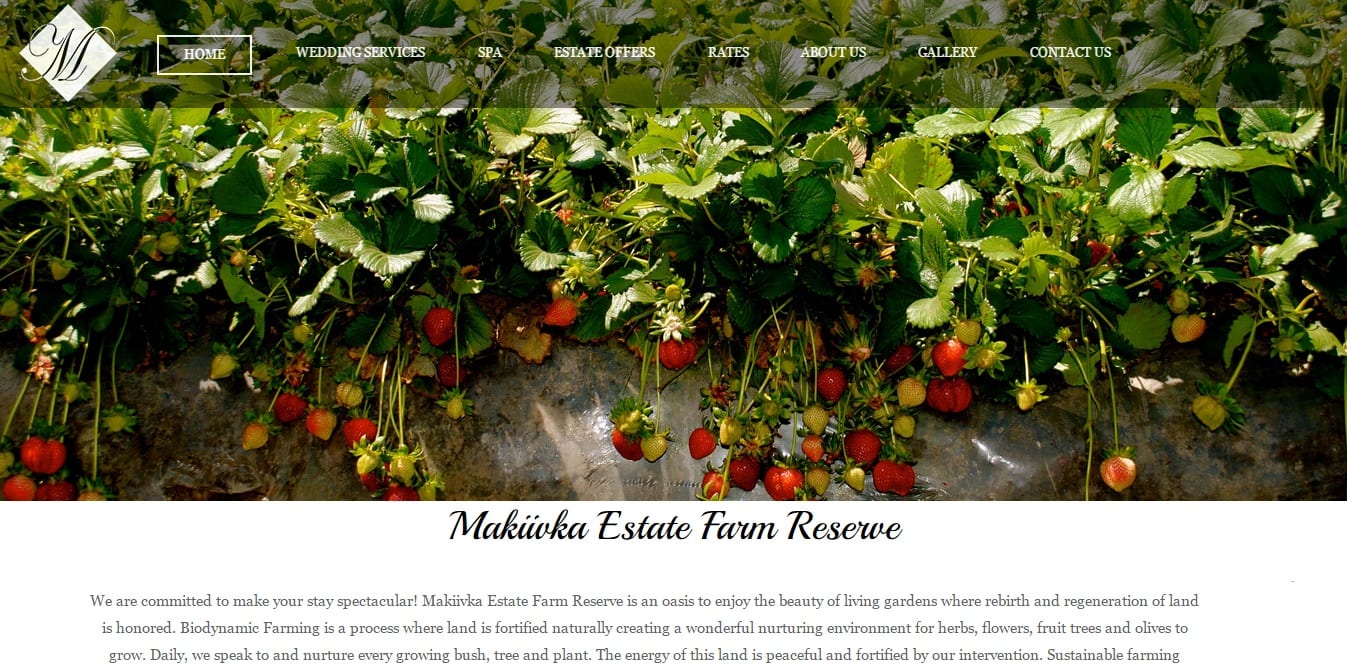 M
HOME WEDDING SERVICES SPA ESTATE OFFERS RATES ABOUT US GALLERY CONTACT US
Makiivka Estate Farm Reserve
We are committed to make your stay spectacular! Makiivka Estate Farm Reserve is an oasis to enjoy the beauty of living gardens where rebirth and regeneration of land
is honored. Biodynamic Farming is a process where land is fortified naturally creating a wonderful nurturing environment for herbs, flowers, fruit trees and olives to
grow. Daily, we speak to and nurture every growing bush, tree and plant. The energy of this land is peaceful and fortified by our intervention. Sustainable farming